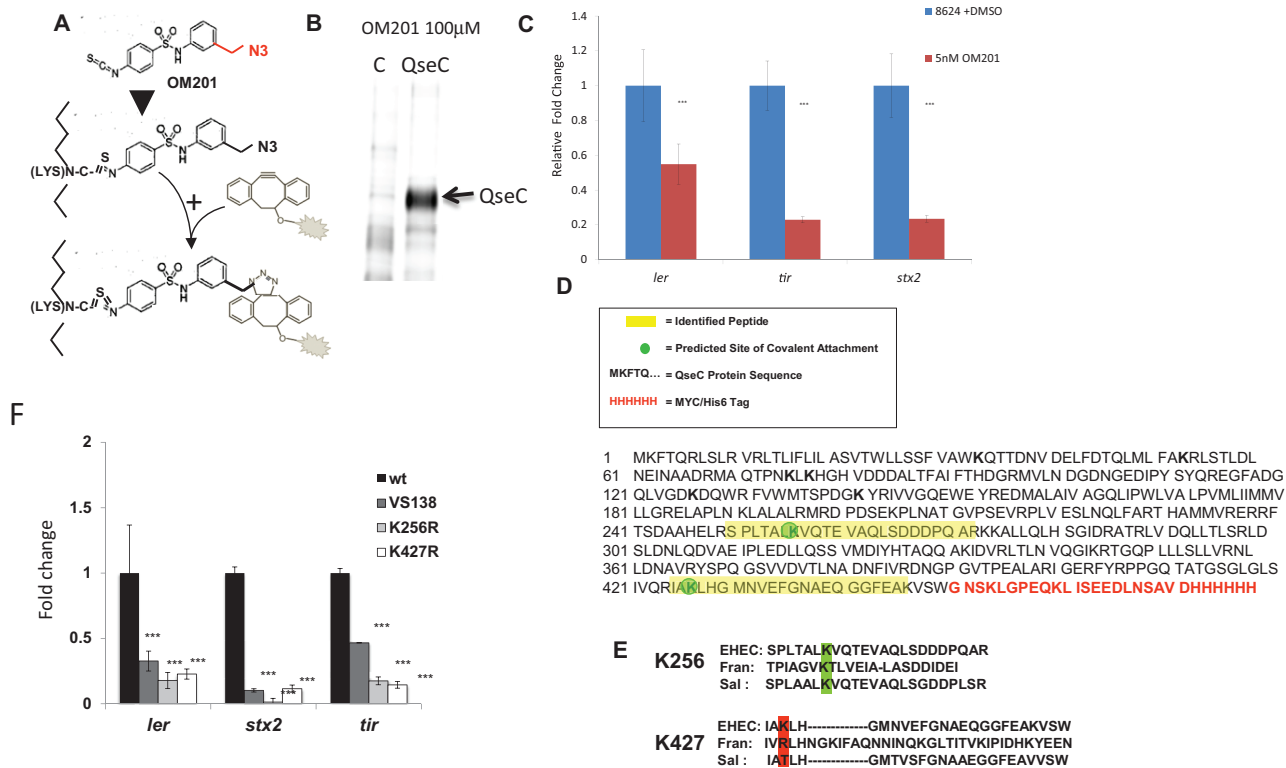 A
N3
OM201
(LYS)N-C-
N3
+
(LYS)N-C-
B
OM201 100µM
C QseC
QseC
C
8624 +DMSO
5nM OM201
Relative Fold Change
1.4
1.2
1
0.8
0.6
0.4
0.2
0
***
***
***
ler
tir
stx2
D
= Identified Peptide
= Predicted Site of Covalent Attachment
MKFTQ... = QseC Protein Sequence
HHHHHH = MYC/His6 Tag
1 MKFTQRLSLR VRLTLIFLIL ASVTWLLSSF VAWKQTTDNV DELFDTQLML FAKRLSTLDL
61 NEINAADRMA QTPNKLKHGH VDDDALTFAI FTHDGRMVLN DGDNGEDIPY SYQREGFADG
121 QLVGDKDQWR FVWMTSPDGK YRIVVGQEWE YREDMALAIV AGQLIPWLVA LPVMLIIMMV
181 LLGRELAPLN KLALALRMRD PDSEKPLNAT GVPSEVRPLV ESLNQLFART HAMMVRERRF
241 TSDAAHELRS PLTALKVQTE VAQLSDDDPQ ARKKALLQLH SGIDRATRLV DQLLTLSRLD
301 SLDNLQDVAE IPLEDLLQSS VMDIYHTAQQ AKIDVRLTLN VQGIKRTGQP LLLSLLVRNL
361 LDNAVRYSPQ GSVVDVTLNA DNFIVRDNGP GVTPEALARI GERFYRPPGQ TATGSGLGLS
421 IVQRIAKLHG MNVEFGNAEQ GGFEAKVSWG NSKLGPEQKL ISEEDLNSAV DHHHHHH
E
K256
EHEC: SPLTALKVQTEVAQLSDDDPQAR
Fran: TPIAGVKTLVEIA-LASDDIDEI
Sal : SPLAALKVQTEVAQLSGDDPLSR
K427
EHEC: IAKLH-------------GMNVEFGNAEQGGFEAKVSW
Fran: IVRLHNGKIFAQNNINQKGLTITVKIPIDHKYEEN
Sal : IATLH-------------GMTVSFGNAAEGGFEAVVSW
F
Fold change
2
1.5
1
0.5
0
wt
VS138
K256R
K427R
***
***
***
***
***
***
***
***
ler
stx2
tir